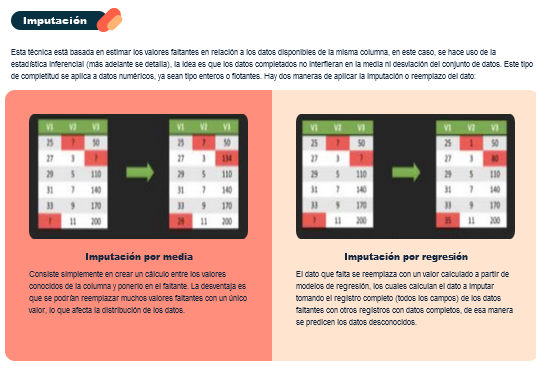 Imputación
Esta técnica está basada en estimar los valores faltantes en relación a los datos disponibles de la misma columna, en este caso, se hace uso de la
estadística inferencial (más adelante se detalla), la idea es que los datos completados no interfieran en la media ni desviación del conjunto de datos. Este tipo
de completitud se aplica a datos numéricos, ya sean tipo enteros o flotantes. Hay dos maneras de aplicar la imputación o reemplazo del dato:
V1 V2 V3
25 ? 50
27 3 ?
29 5 110
31 7 140
33 9 170
? 11 200
V1 V2 V3
25 7 50
27 3 134
29 5 110
31 7 140
33 9 170
29 11 200
Imputación por media
Consiste simplemente en crear un cálculo entre los valores
conocidos de la columna y ponerlo en el faltante. La desventaja es
que se podrían reemplazar muchos valores faltantes con un único
valor, lo que afecta la distribución de los datos.
V1 V2 V3
25 ? 50
27 3 ?
29 5 110
31 7 140
33 9 170
? 11 200
V1 V2 V3
25 1 50
27 3 80
29 5 110
31 7 140
33 9 170
35 11 200
Imputación por regresión
El dato que falta se reemplaza con un valor calculado a partir de
modelos de regresión, los cuales calculan el dato a imputar
tomando el registro completo (todos los campos) de los datos
faltantes con otros registros con datos completos, de esa manera
se predicen los datos desconocidos.